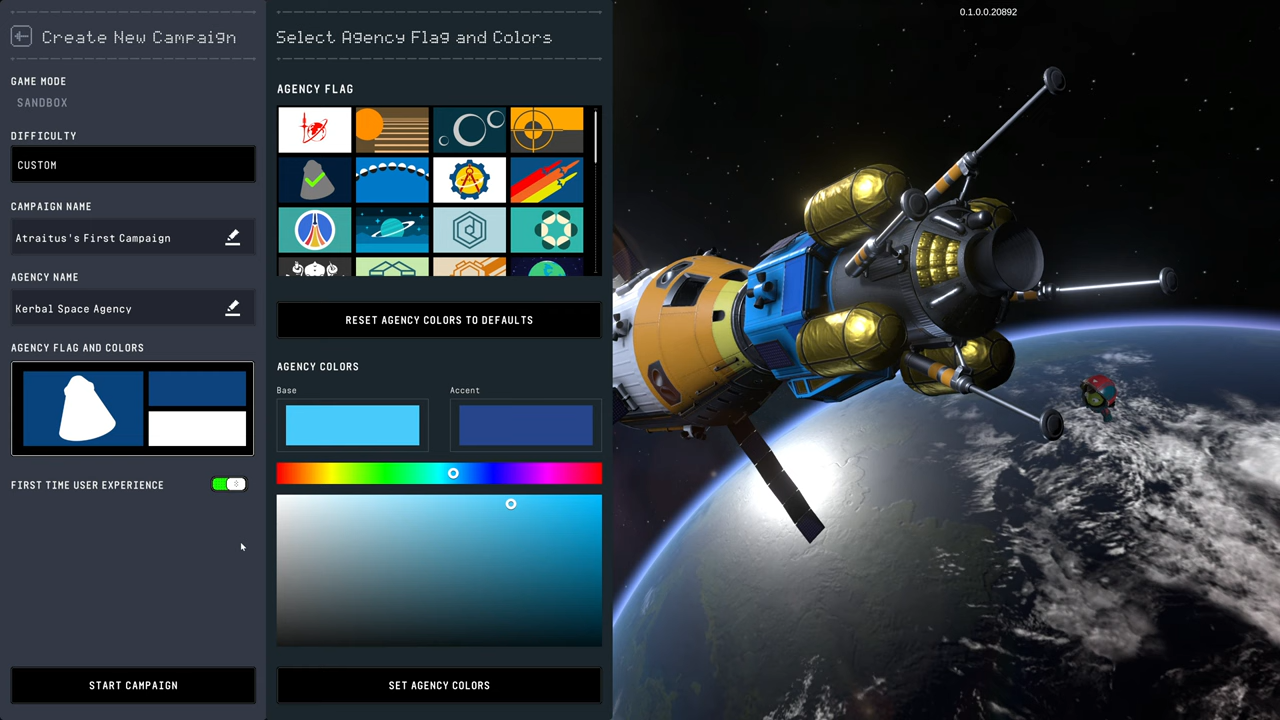 Create New Campaign
GAME MODE
SANDBOX
DIFFICULTY
CUSTOM
CAMPAIGN NAME
Atraitus's First Campaign
AGENCY NAME
Kerbal Space Agency
AGENCY FLAG AND COLORS
FIRST TIME USER EXPERIENCE
START CAMPAIGN
Select Agency Flag and Colors
AGENCY FLAG
RESET AGENCY COLORS TO DEFAULTS
AGENCY COLORS
Base
Accent
SET AGENCY COLORS
0.1.0.0.20892